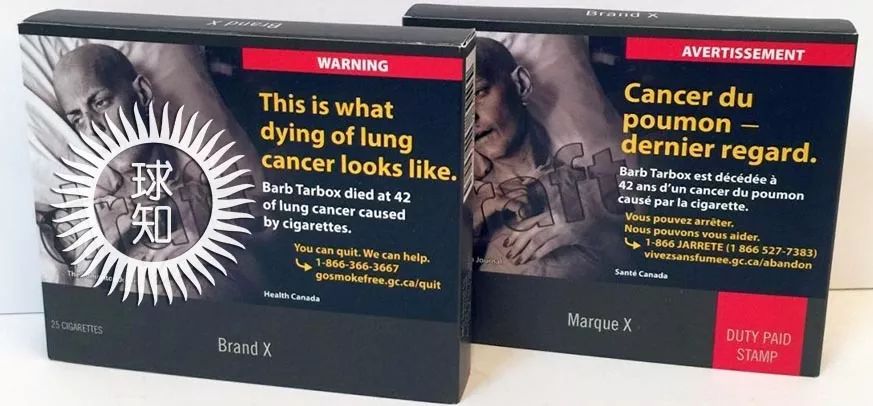 Brand X
WARNING
This is what
dying of lung
cancer looks like.
Barb Tarbox died at 42
of lung cancer caused
by cigarettes.
You can quit. We can help.
1-866-366-3667
gosmokefree.gc.ca/quit
Health Canada
25 CIGARETTES
Brand X
球
知
Brand X
AVERTISSEMENT
Cancer du
poumon –
dernier regard.
Barb Tarbox est décédée à
42 ans d'un cancer du poumon
causé par la cigarette.
Vous pouvez arrêter.
Nous pouvons vous aider.
1-866 JARRETE (1 866 527-7383)
vivezsansfumee.gc.ca/abandon
Journal
Santé Canada
Marque X
DUTY PAID
STAMP